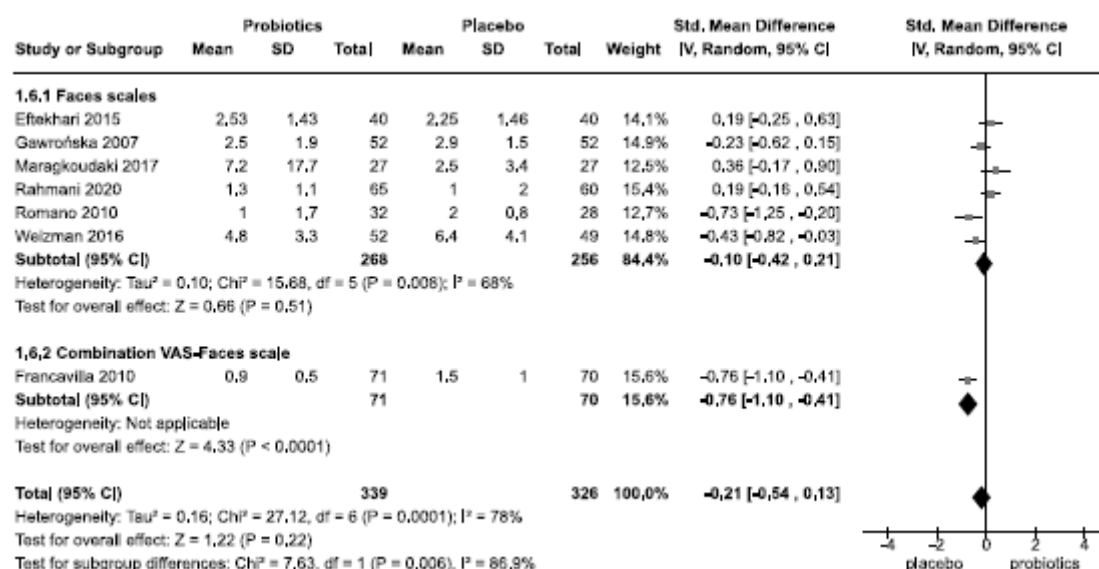 Probiotics Placebo Std. Mean Difference Std. Mean Difference
Study or Subgroup Mean SD Total Mean SD Total Weight IV, Random, 95% CI IV, Random, 95% CI
1.6.1 Faces scales
Eftekhari 2015 2,53 1,43 40 2,25 1,46 40 14,1% 0,19 [-0,25 , 0,63]
Gawrońska 2007 2.5 1.9 52 2.9 1.5 52 14.9% -0.23 [-0.62 , 0.15]
Maragkoudaki 2017 7.2 17.7 27 2.5 3.4 27 12.5% 0.36 [-0.17 , 0.90]
Rahmani 2020 1,3 1,1 65 1 2 60 15,4% 0,19 [-0,16 , 0,54]
Romano 2010 1 1,7 32 2 0,8 28 12,7% -0,73 [-1,25 , -0,20]
Weizman 2016 4,8 3,3 52 6,4 4,1 49 14,8% -0,43 [-0,82 , -0,03]
Subtotal (95% CI) 268 256 84,4% -0,10 [-0,42 , 0,21]
Heterogeneity: Tau² = 0.10; Chi² = 15.68, df = 5 (P = 0.008); I² = 68%
Test for overall effect: Z = 0.66 (P = 0.51)
1,6,2 Combination VAS-Faces scale
Francavilla 2010 0.9 0.5 71 1.5 1 70 15.6% -0.76 [-1.10 , -0.41]
Subtotal (95% CI) 71 70 15,6% -0,76 [-1,10 , -0,41]
Heterogeneity: Not applicable
Test for overall effect: Z = 4.33 (P < 0.0001)
Total (95% CI) 339 326 100,0% -0,21 [-0,54 , 0,13]
Heterogeneity: Tau² = 0.16; Chi² = 27.12, df = 6 (P = 0.0001); I² = 78%
Test for overall effect: Z = 1,22 (P = 0,22)
Test for subgroup differences: Chi² = 7.63, df = 1 (P = 0.006), I² = 86.9%
-4 -2 0 2 4
placebo probiotics